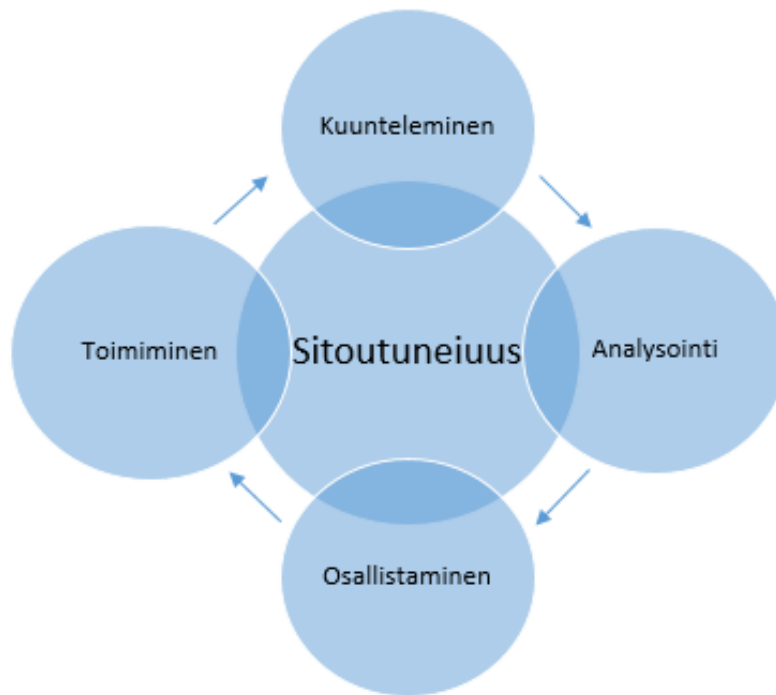 Kuunteleminen
Toimiminen
Sitoutuneiuus
Analysointi
Osallistaminen